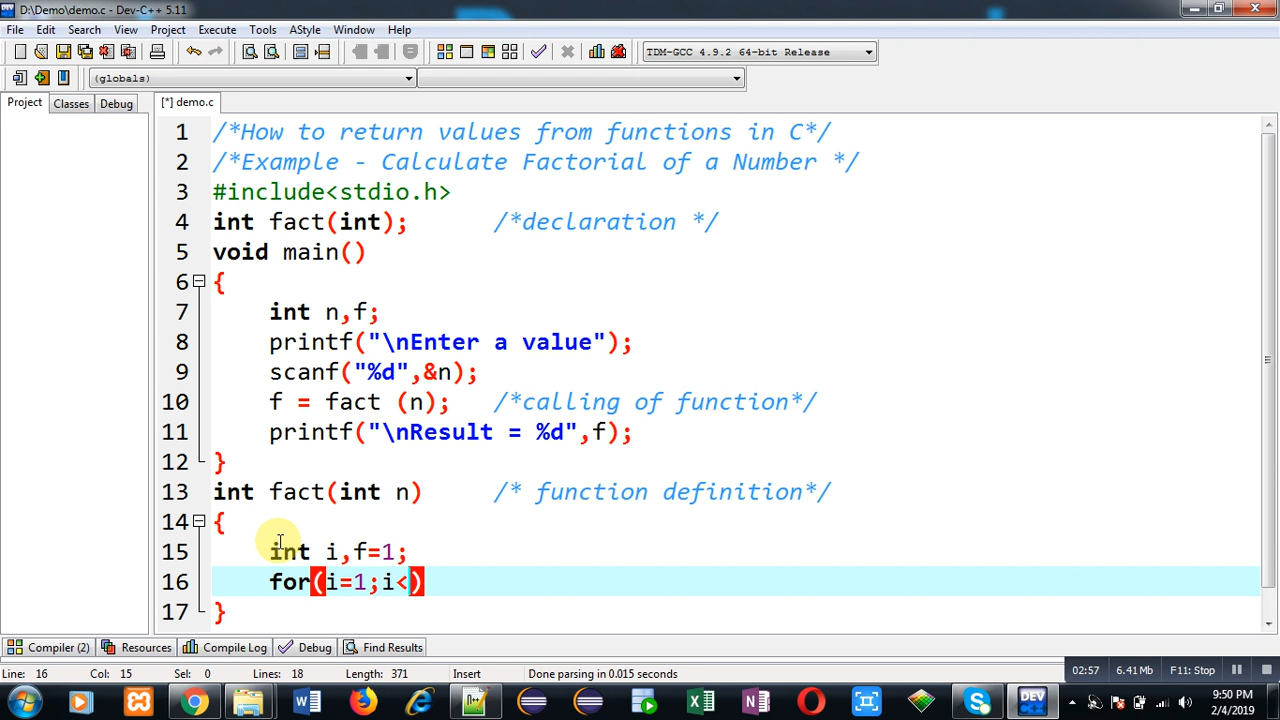 D:\Demo\demo.c - Dev-C++ 5.11
File Edit Search View Project Execute Tools AStyle Window Help
TDM-GCC 4.9.2 64-bit Release
(globals)
Project Classes Debug [*] demo.c
1 /*How to return values from functions in C*/
2 /*Example - Calculate Factorial of a Number */
3 #include<stdio.h>
4 int fact(int); /*declaration */
5 void main()
6 {
7 int n,f;
8 printf("\nEnter a value");
9 scanf("%d",&n);
10 f = fact (n); /*calling of function*/
11 printf("\nResult = %d",f);
12 }
13 int fact(int n) /* function definition*/
14 {
15 int i,f=1;
16 for(i=1;i<)
17 }
Compiler (2) Resources Compile Log Debug Find Results
Line: 16 Col: 15 Sel: 0 Lines: 18 Length: 371 Insert Done parsing in 0.015 seconds 02:57 6.41 Mb F11: Stop
DEV
9:50 PM
2/4/2019